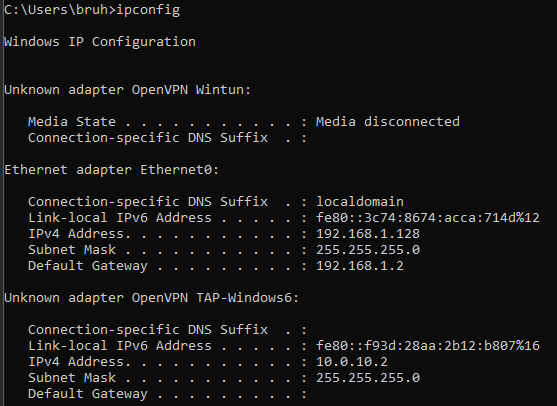 C:\Users\bruh>ipconfig
Windows IP Configuration
Unknown adapter OpenVPN Wintun:
Media State . . . . . . . . . . . : Media disconnected
Connection-specific DNS Suffix  . :
Ethernet adapter Ethernet0:
Connection-specific DNS Suffix  . : localdomain
Link-local IPv6 Address . . . . . : fe80::3c74:8674:acca:714d%12
IPv4 Address. . . . . . . . . . . : 192.168.1.128
Subnet Mask . . . . . . . . . . . : 255.255.255.0
Default Gateway . . . . . . . . . : 192.168.1.2
Unknown adapter OpenVPN TAP-Windows6:
Connection-specific DNS Suffix  . :
Link-local IPv6 Address . . . . . : fe80::f93d:28aa:2b12:b807%16
IPv4 Address. . . . . . . . . . . : 10.0.10.2
Subnet Mask . . . . . . . . . . . : 255.255.255.0
Default Gateway . . . . . . . . . :